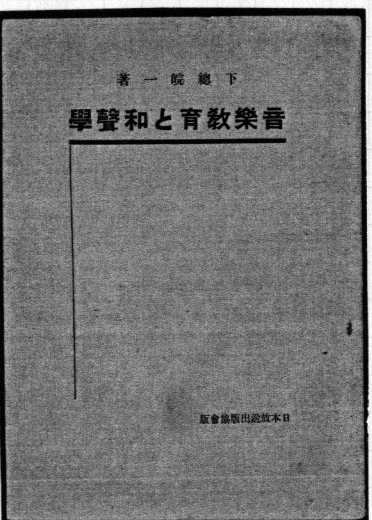 下總皖一著
音樂敎育と和聲學
日本放送出版協會版